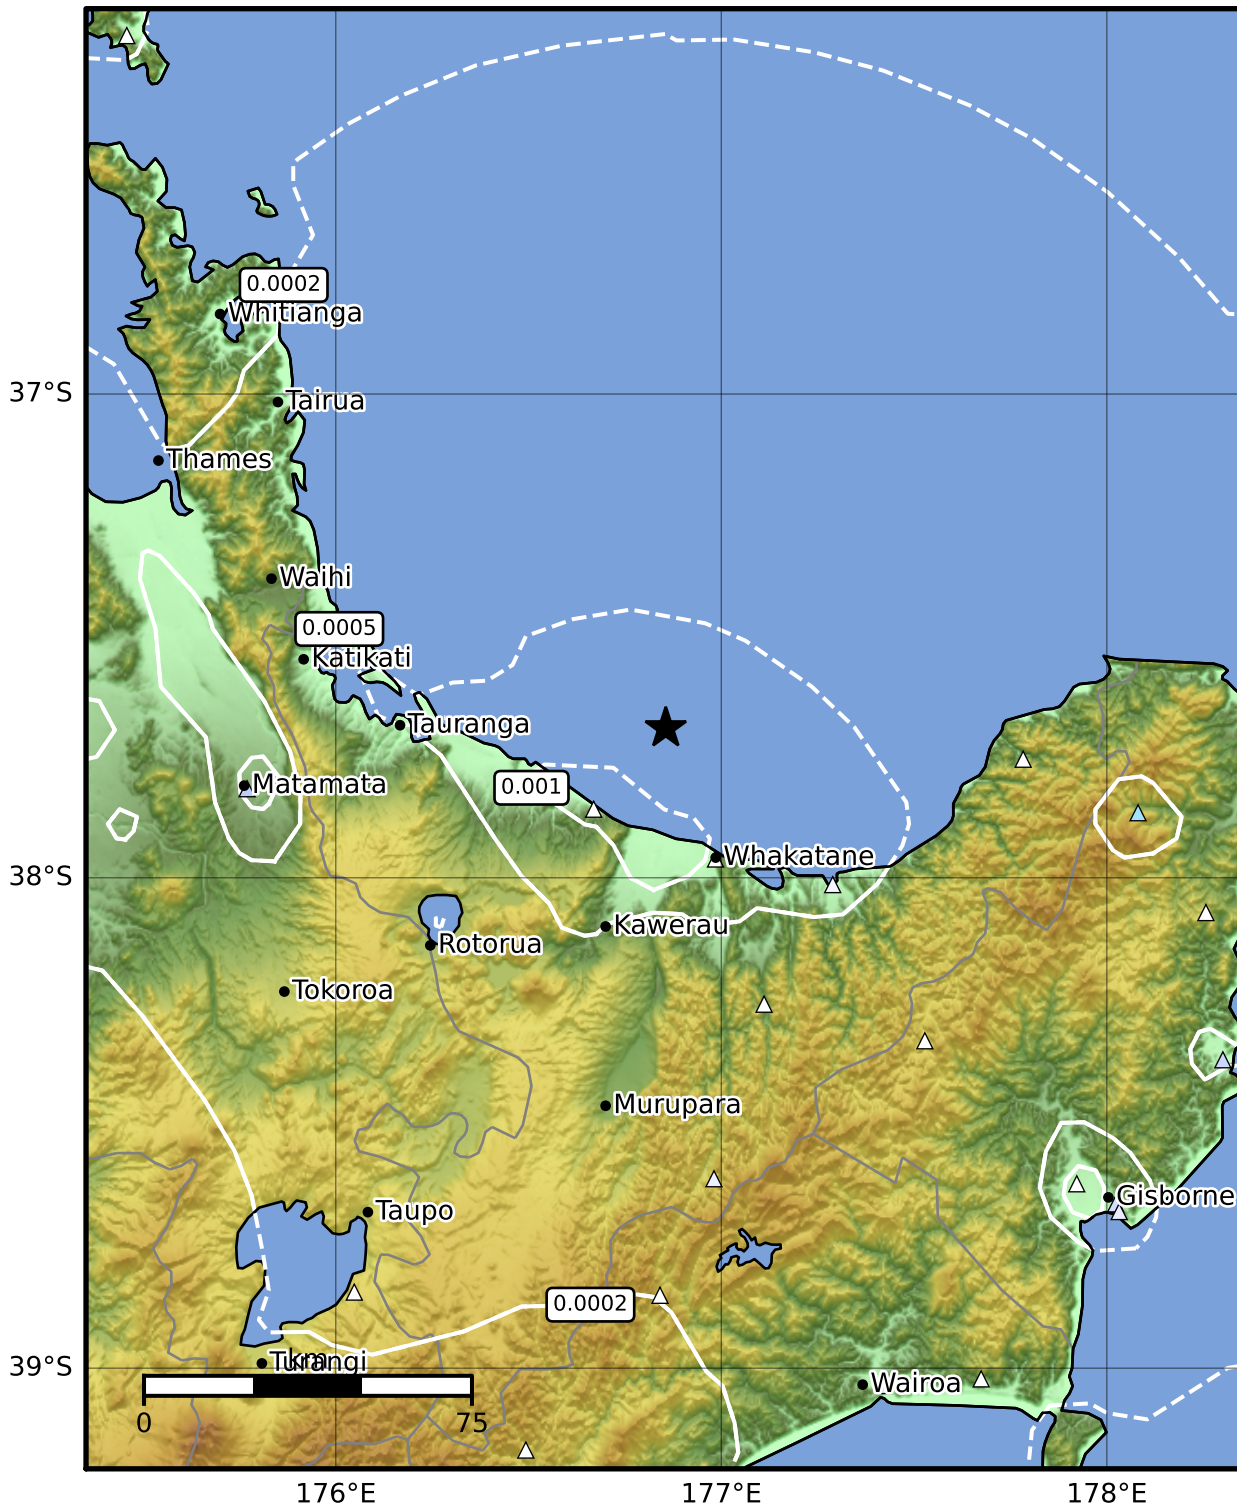 0.0002
Whitianga
37°S
Tairua
Thames
Waihi
0.0005
Katikati
Tauranga
Matamata
0.001
Whakatane
38°S
Kawerau
Rotorua
Tokoroa
Murupara
Gisborne
Taupo
0.0002
39°S
Turangi
km
Wairoa
0
75
176°E
177°E
178°E